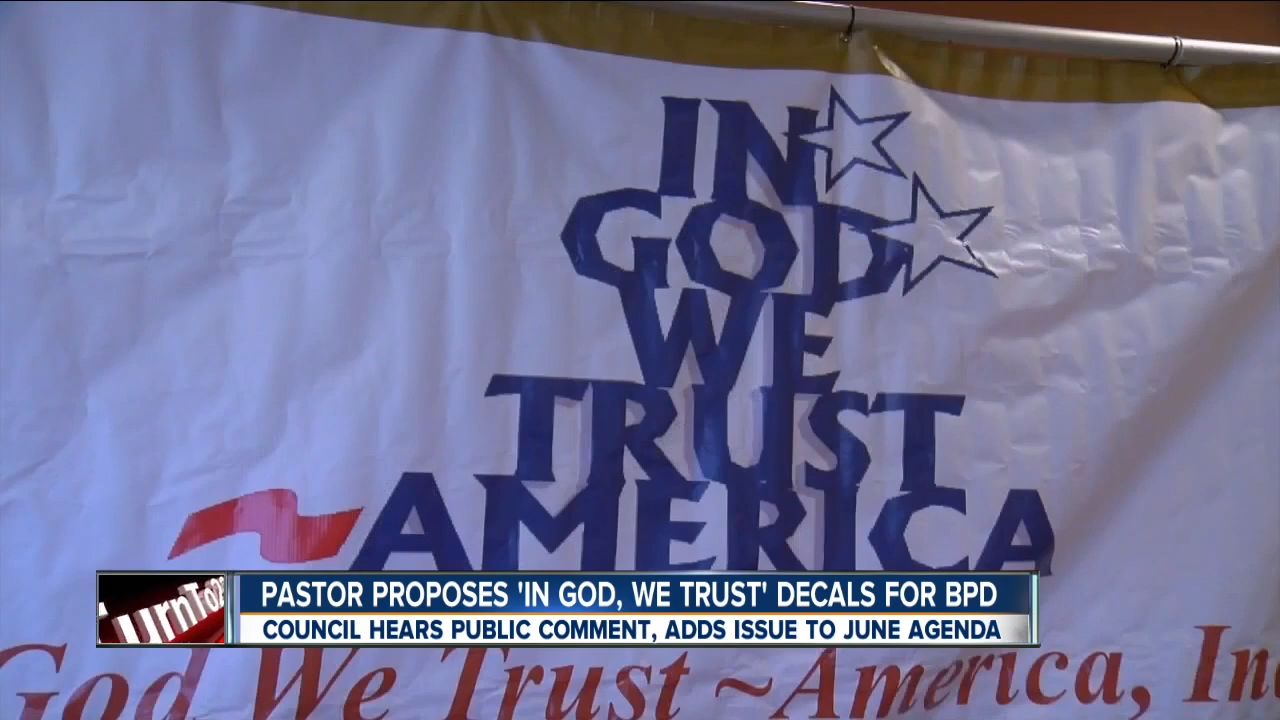 IN
GOD
WE
TRUST
~AMERICA
PASTOR PROPOSES 'IN GOD, WE TRUST' DECALS FOR BPD
TurnTo23
COUNCIL HEARS PUBLIC COMMENT, ADDS ISSUE TO JUNE AGENDA
God We Trust ~America, In